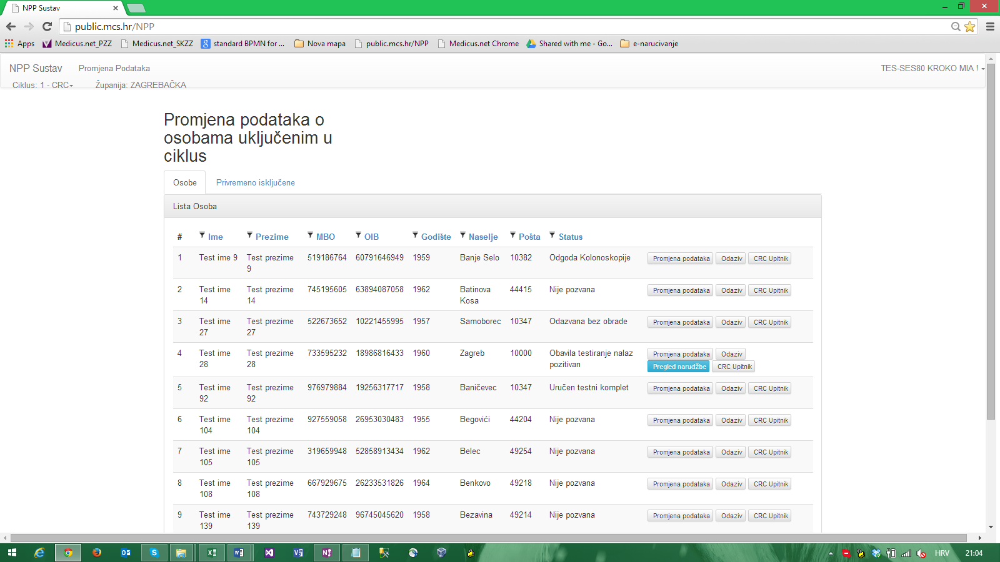 NPP Sustav
public.mcs.hr/NPP
Apps Medicus.net_PZZ Medicus.net_SKZZ standard BPMN for ... Nova mapa public.mcs.hr/NPP Medicus.net Chrome Shared with me - Go... e-narucivanje
NPP Sustav Promjena Podataka TES-SES80 KROKO MIA !
Ciklus: 1 - CRC Županija: ZAGREBAČKA
Promjena podataka o
osobama uključenim u
ciklus
Osobe Privremeno isključene
Lista Osoba
# Ime Prezime MBO OIB Godište Naselje Pošta Status
1 Test ime 9 Test prezime 519186764 60791646949 1959 Banje Selo 10382 Odgoda Kolonoskopije Promjena podataka Odaziv CRC Upitnik
9
2 Test ime Test prezime 745195605 63894087058 1962 Batinova 44415 Nije pozvana Promjena podataka Odaziv CRC Upitnik
14 14 Kosa
3 Test ime Test prezime 522673652 10221455995 1957 Samoborec 10347 Odazvana bez obrade Promjena podataka Odaziv CRC Upitnik
27 27
4 Test ime Test prezime 733595232 18986816433 1960 Zagreb 10000 Obavila testiranje nalaz Promjena podataka Odaziv
28 28 pozitivan Pregled narudžbe CRC Upitnik
5 Test ime Test prezime 976979884 19256317717 1958 Baničevec 10347 Uručen testni komplet Promjena podataka Odaziv CRC Upitnik
92 92
6 Test ime Test prezime 927559058 26953030483 1955 Begovići 44204 Nije pozvana Promjena podataka Odaziv CRC Upitnik
104 104
7 Test ime Test prezime 319659948 52858913434 1962 Belec 49254 Nije pozvana Promjena podataka Odaziv CRC Upitnik
105 105
8 Test ime Test prezime 667929675 26233531826 1964 Benkovo 49218 Nije pozvana Promjena podataka Odaziv CRC Upitnik
108 108
9 Test ime Test prezime 743729248 96745045620 1958 Bezavina 49214 Nije pozvana Promjena podataka Odaziv CRC Upitnik
139 139
HRV 21:04